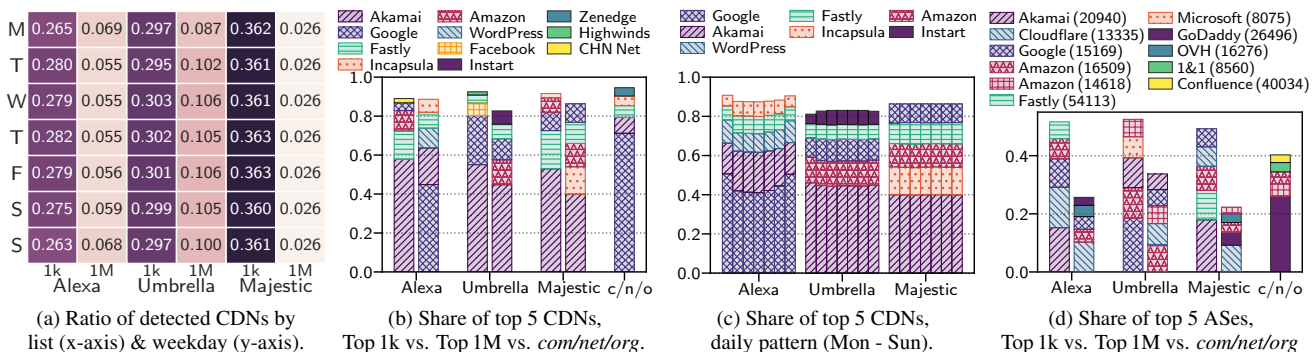 M 0.265 0.069 0.297 0.087 0.362 0.026
T 0.280 0.055 0.295 0.102 0.361 0.026
W 0.279 0.055 0.303 0.106 0.361 0.026
T 0.282 0.055 0.302 0.105 0.363 0.026
F 0.279 0.056 0.301 0.106 0.363 0.026
S 0.275 0.059 0.299 0.105 0.360 0.026
S 0.263 0.068 0.297 0.100 0.361 0.026
1k 1M 1k 1M 1k 1M
Alexa Umbrella Majestic
(a) Ratio of detected CDNs by
list (x-axis) & weekday (y-axis).
Akamai Amazon Zenedge
Google WordPress Highwinds
Fastly Facebook CHN Net
Incapsula Instart
1.0
0.8
0.6
0.4
0.2
0.0
Alexa Umbrella Majestic c/n/o
(b) Share of top 5 CDNs,
Top 1k vs. Top 1M vs. com/net/org.
Google Fastly Amazon
Akamai Incapsula Instart
WordPress
1.0
0.8
0.6
0.4
0.2
0.0
Alexa Umbrella Majestic
(c) Share of top 5 CDNs,
daily pattern (Mon - Sun).
Akamai (20940) Microsoft (8075)
Cloudflare (13335) GoDaddy (26496)
Google (15169) OVH (16276)
Amazon (16509) 1&1 (8560)
Amazon (14618) Confluence (40034)
Fastly (54113)
0.4
0.2
0.0
Alexa Umbrella Majestic c/n/o
(d) Share of top 5 ASes,
Top 1k vs. Top 1M vs. com/net/org